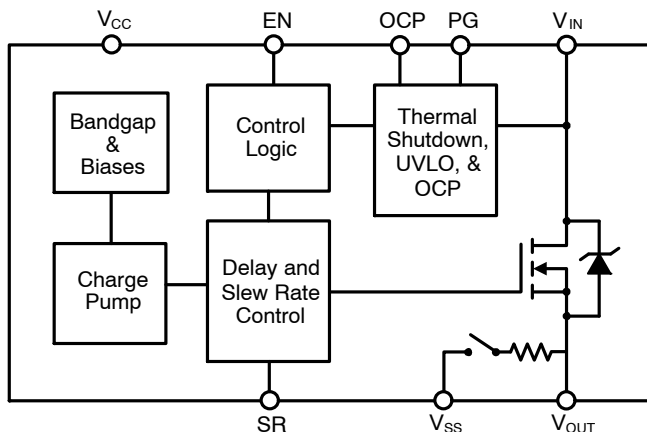 VCC
EN
OCP
PG
VIN
Bandgap
&
Biases
Control
Logic
Thermal
Shutdown,
UVLO, &
OCP
Charge
Pump
Delay and
Slew Rate
Control
SR
VSS
VOUT